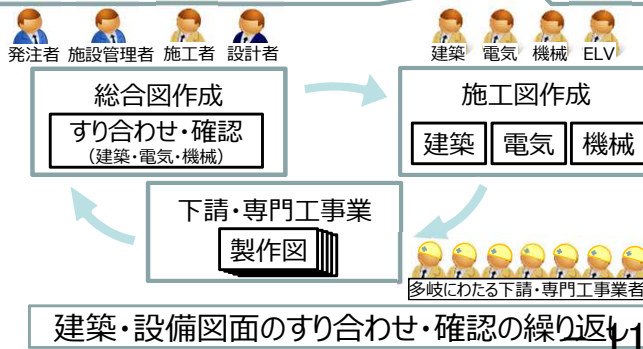 発注者 施設管理者 施工者 設計者
建築 電気 機械 ELV
総合図作成
すり合わせ・確認
(建築・電気・機械)
施工図作成
建築 電気 機械
下請・専門工事業
製作図
多岐にわたる下請・専門工事業者
建築・設備図面のすり合わせ・確認の繰り返し